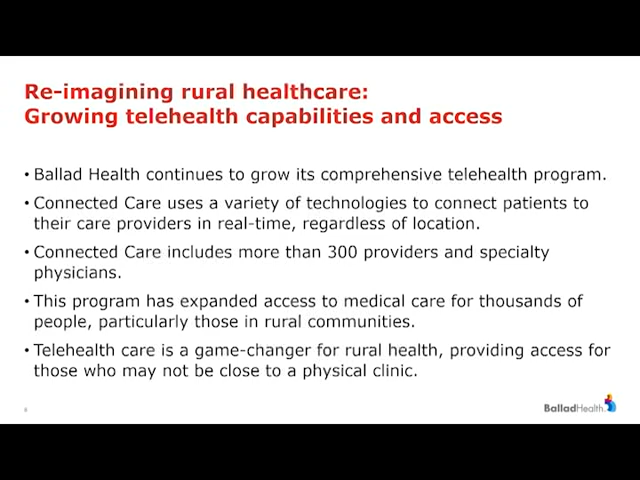 Re-imagining rural healthcare:
Growing telehealth capabilities and access
• Ballad Health continues to grow its comprehensive telehealth program.
• Connected Care uses a variety of technologies to connect patients to
their care providers in real-time, regardless of location.
• Connected Care includes more than 300 providers and specialty
physicians.
• This program has expanded access to medical care for thousands of
people, particularly those in rural communities.
• Telehealth care is a game-changer for rural health, providing access for
those who may not be close to a physical clinic.
BalladHealth.